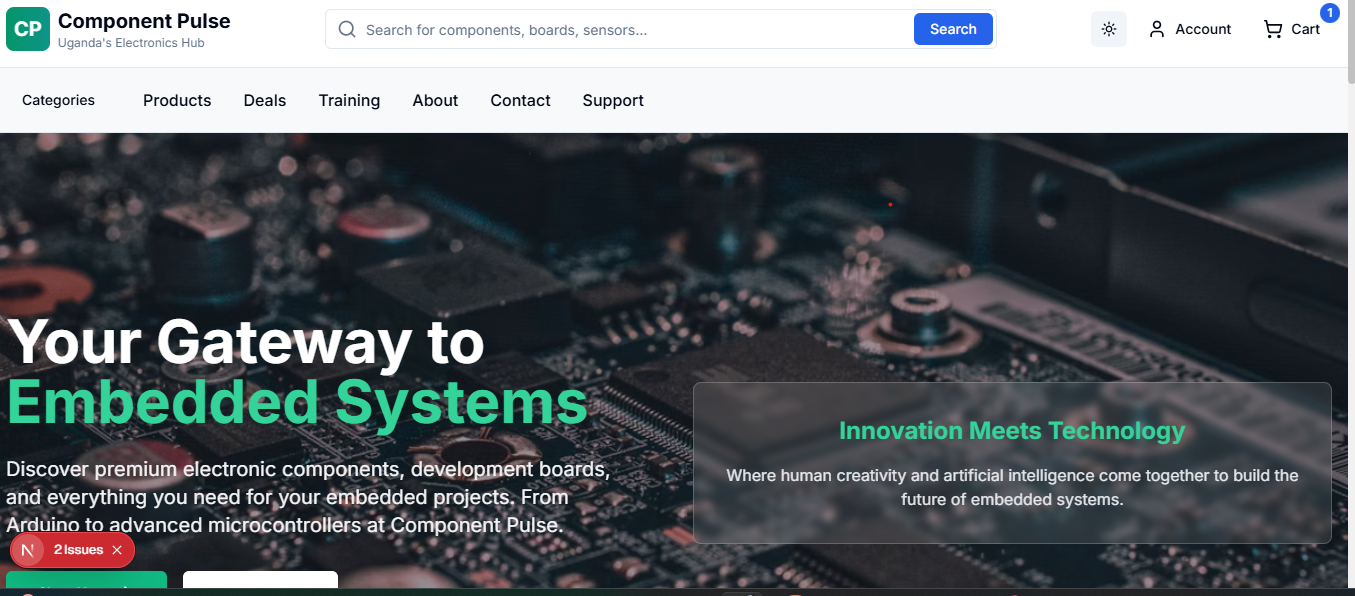 CP
Component Pulse
Uganda's Electronics Hub
Search for components, boards, sensors...
Search
Account
Cart
1
Categories
Products
Deals
Training
About
Contact
Support
Your Gateway to
Embedded Systems
Discover premium electronic components, development boards,
and everything you need for your embedded projects. From
Arduino to advanced microcontrollers at Component Pulse.
Innovation Meets Technology
Where human creativity and artificial intelligence come together to build the
future of embedded systems.
N
2 Issues